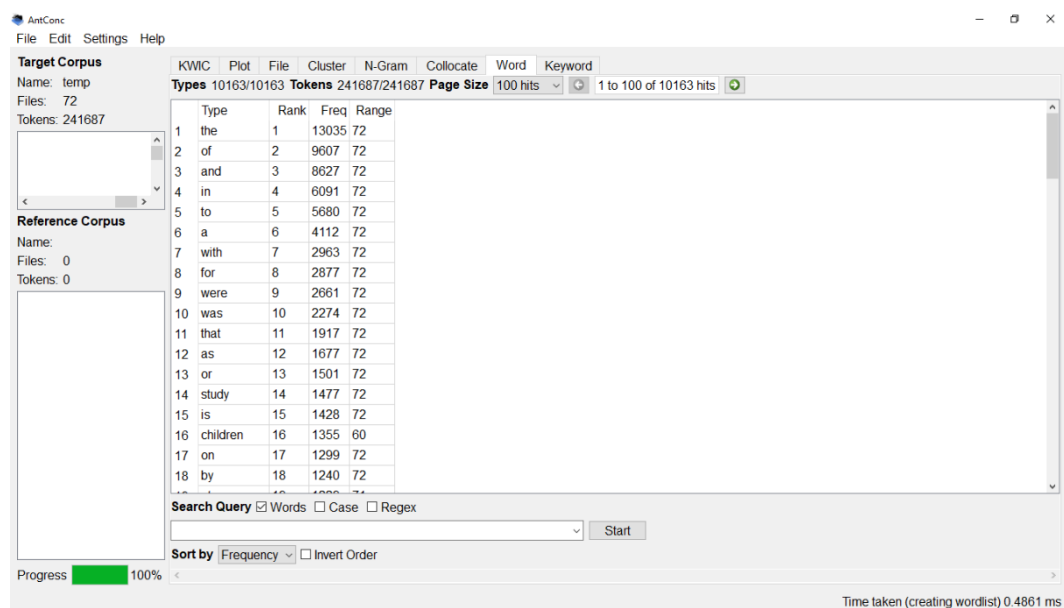 AntConc
File Edit Settings Help
Target Corpus
Name: temp
Files: 72
Tokens: 241687
Reference Corpus
Name:
Files: 0
Tokens: 0
Progress 100%
KWIC Plot File Cluster N-Gram Collocate Word Keyword
Types 10163/10163 Tokens 241687/241687 Page Size 100 hits 1 to 100 of 10163 hits
Type Rank Freq Range
1 the 1 13035 72
2 of 2 9607 72
3 and 3 8627 72
4 in 4 6091 72
5 to 5 5680 72
6 a 6 4112 72
7 with 7 2963 72
8 for 8 2877 72
9 were 9 2661 72
10 was 10 2274 72
11 that 11 1917 72
12 as 12 1677 72
13 or 13 1501 72
14 study 14 1477 72
15 is 15 1428 72
16 children 16 1355 60
17 on 17 1299 72
18 by 18 1240 72
Search Query Words Case Regex
Start
Sort by Frequency Invert Order
Time taken (creating wordlist) 0.4861 ms